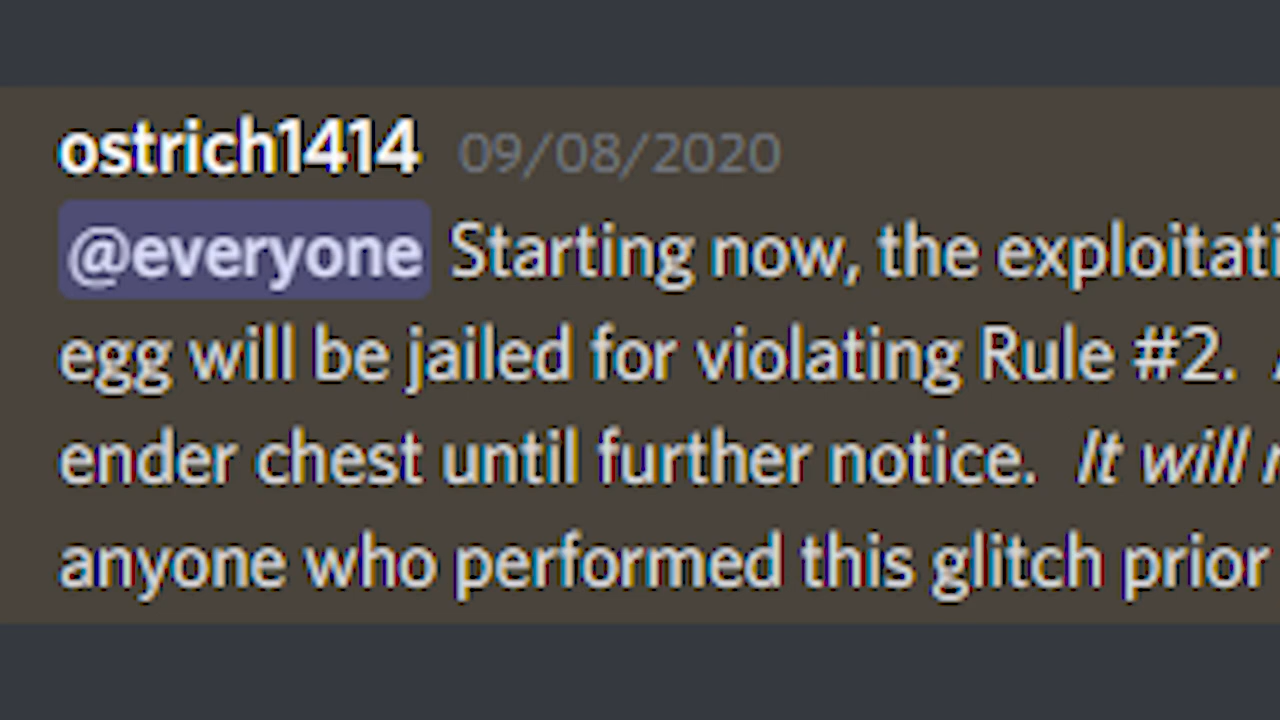 ostrich1414 09/08/2020
@everyone Starting now, the
egg will be jailed for violating Rule #2.
ender chest until further notice. It will
anyone who performed this glitch prior